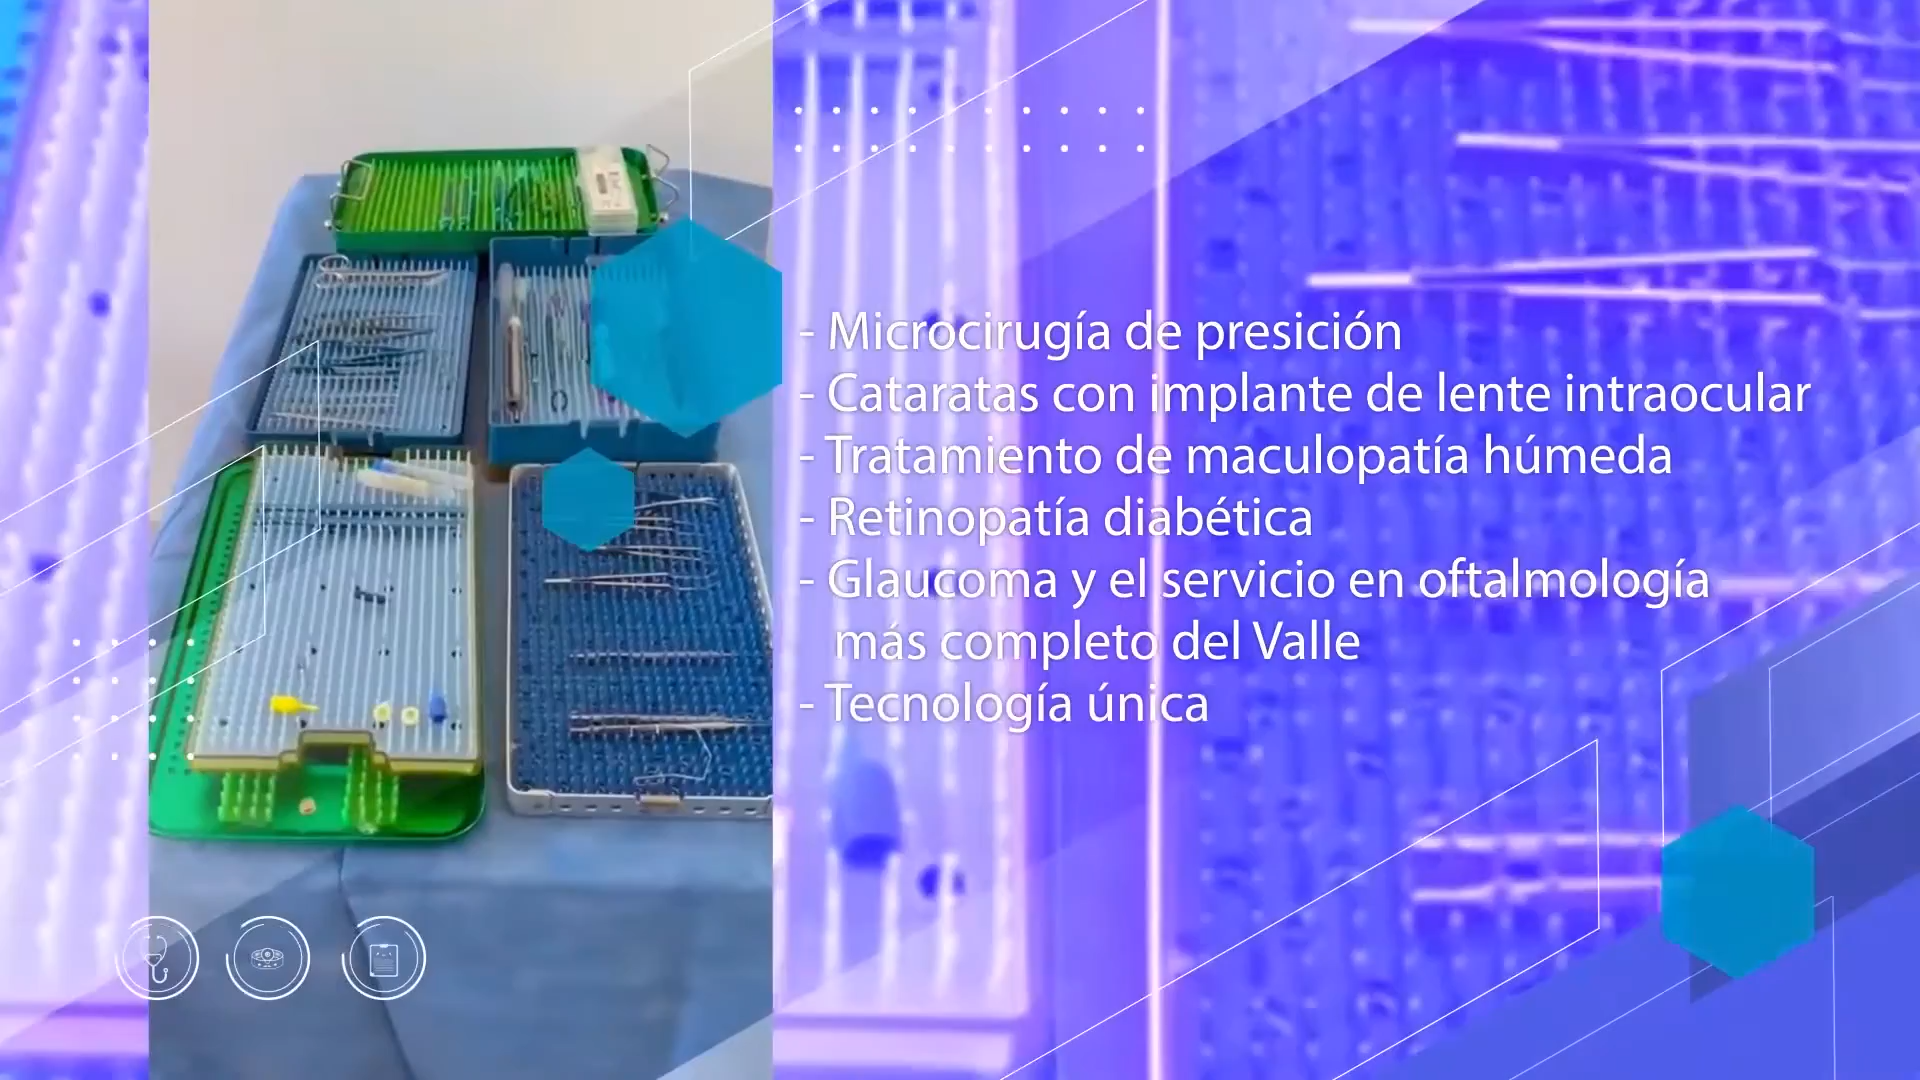 - Microcirugía de presición
- Cataratas con implante de lente intraocular
- Tratamiento de maculopatía húmeda
- Retinopatía diabética
- Glaucoma y el servicio en oftalmología
más completo del Valle
- Tecnología única